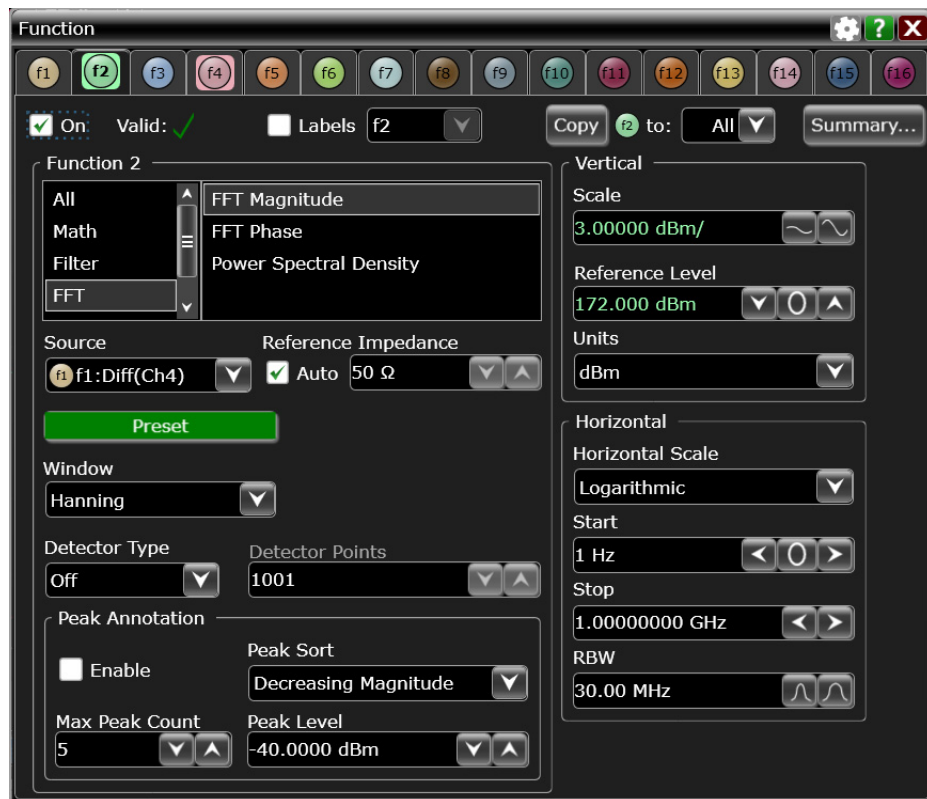 Function
? X
f1 f2 f3 f4 f5 f6 f7 f8 f9 f10 f11 f12 f13 f14 f15 f16
On Valid: Labels f2 Copy f2 to: All Summary...
Function 2
All
Math
Filter
FFT
FFT Magnitude
FFT Phase
Power Spectral Density
Source
f1 f1:Diff(Ch4)
Reference Impedance
Auto 50 Ω
Preset
Window
Hanning
Detector Type
Off
Detector Points
1001
Peak Annotation
Enable
Peak Sort
Decreasing Magnitude
Max Peak Count
5
Peak Level
-40.0000 dBm
Vertical
Scale
3.00000 dBm/
Reference Level
172.000 dBm 0
Units
dBm
Horizontal
Horizontal Scale
Logarithmic
Start
1 Hz 0
Stop
1.00000000 GHz
RBW
30.00 MHz